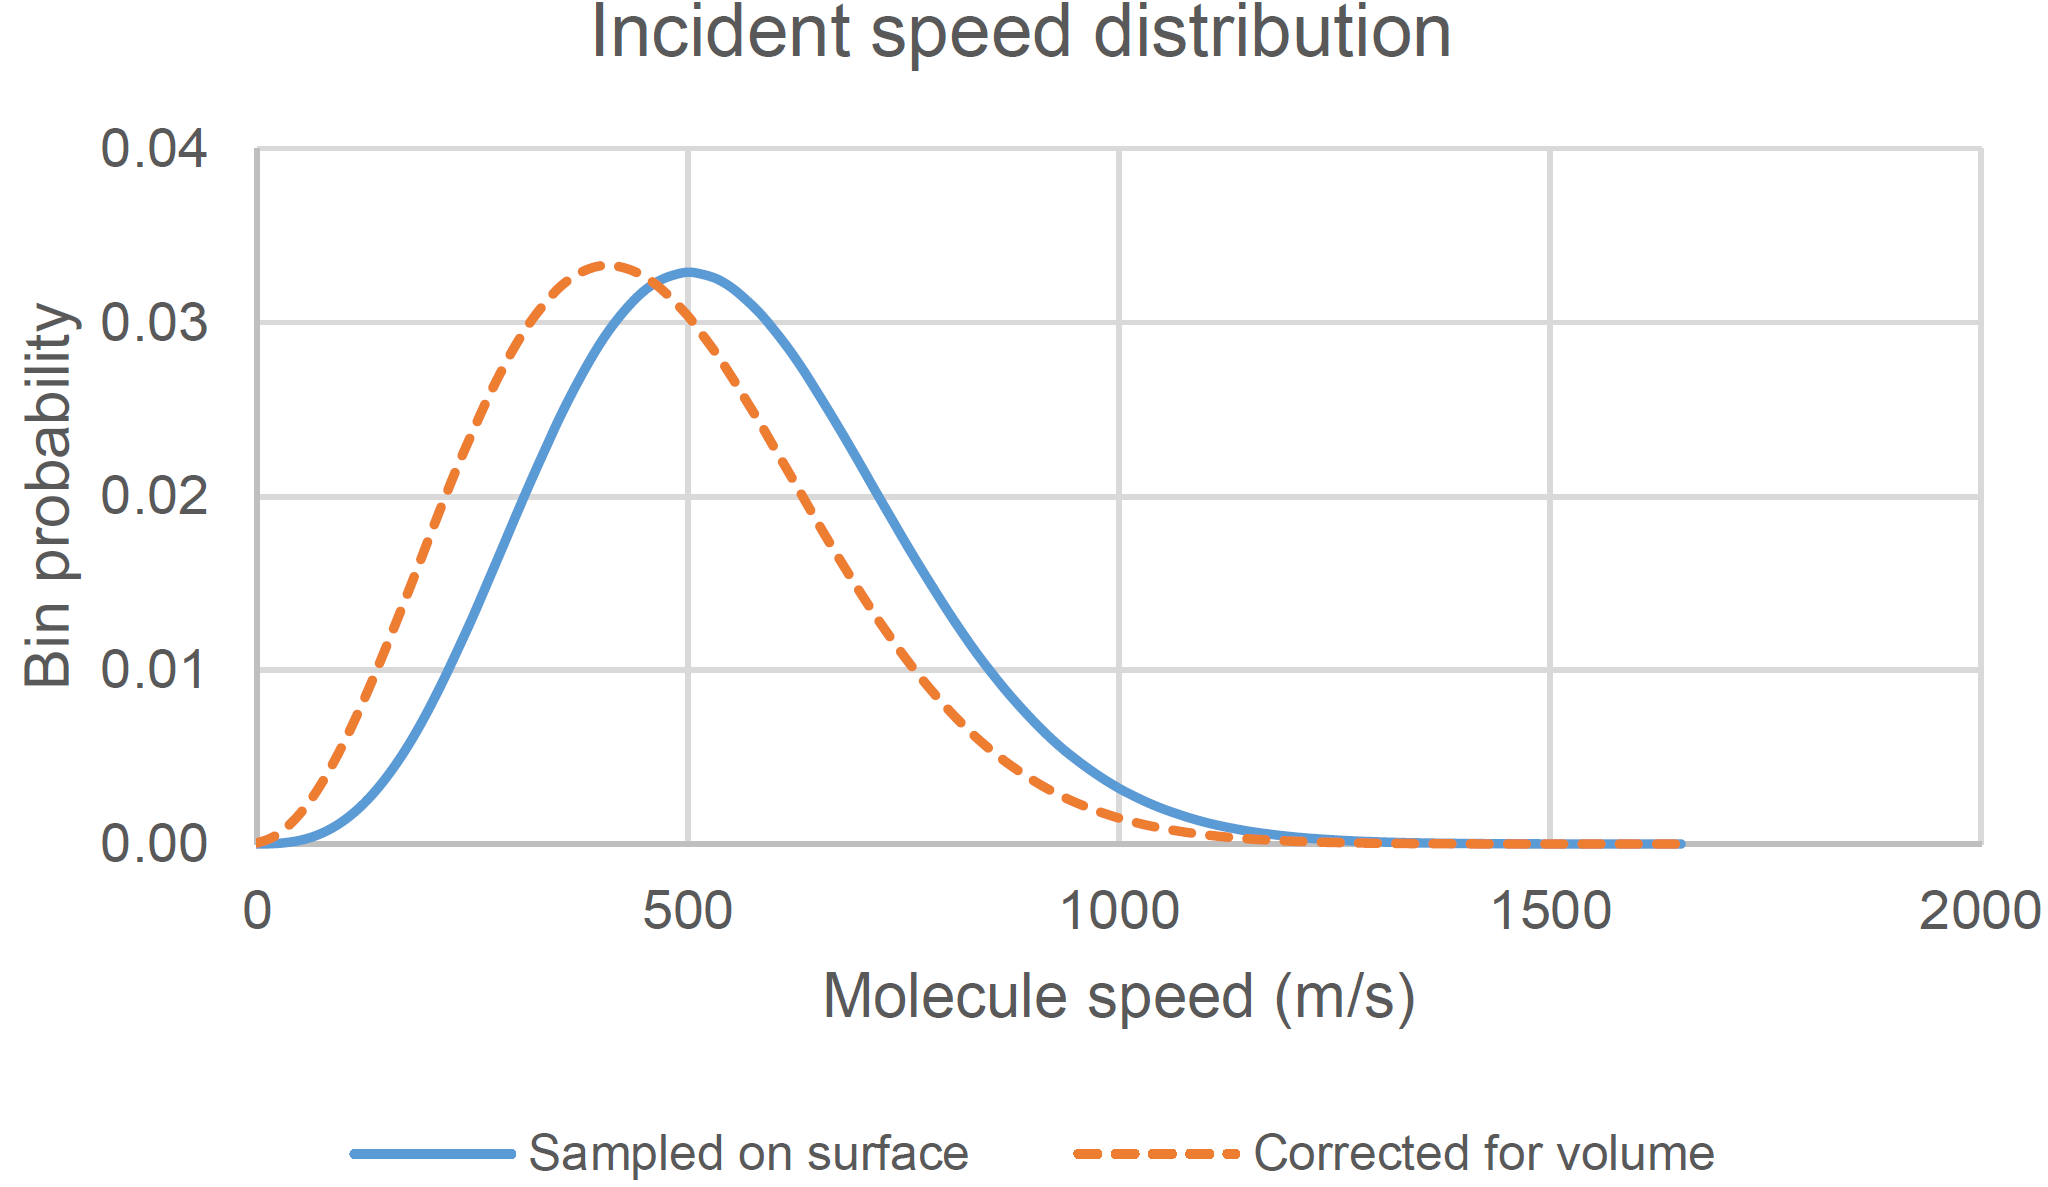 Incident speed distribution
0.04
0.03
0.02
0.01
0.00
Bin probability
0 500 1000 1500 2000
Molecule speed (m/s)
Sampled on surface Corrected for volume